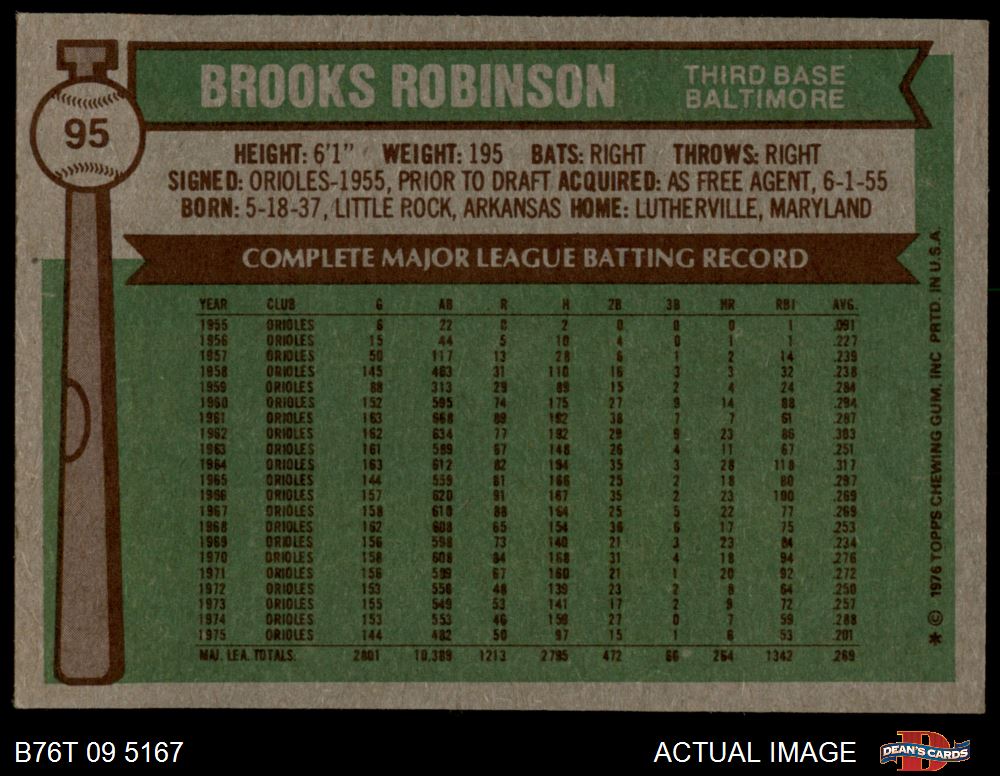 BROOKS ROBINSON
THIRD BASE
BALTIMORE
95
HEIGHT: 6'1" WEIGHT: 195 BATS: RIGHT THROWS: RIGHT
SIGNED: ORIOLES-1955, PRIOR TO DRAFT ACQUIRED: AS FREE AGENT, 6-1-55
BORN: 5-18-37, LITTLE ROCK, ARKANSAS HOME: LUTHERVILLE, MARYLAND
COMPLETE MAJOR LEAGUE BATTING RECORD
YEAR CLUB G AB R H 2B 3B HR RBI AVG.
1955 ORIOLES 6 22 0 2 0 0 0 1 .091
1956 ORIOLES 15 44 5 10 4 0 1 1 .227
1957 ORIOLES 50 117 13 28 6 1 2 14 .239
1958 ORIOLES 145 463 31 110 16 3 3 32 .238
1959 ORIOLES 88 313 29 89 15 2 4 24 .284
1960 ORIOLES 152 595 74 175 27 9 14 88 .294
1961 ORIOLES 163 668 89 192 38 7 7 61 .287
1962 ORIOLES 162 634 77 192 29 9 23 86 .303
1963 ORIOLES 161 589 67 148 26 4 11 67 .251
1964 ORIOLES 163 612 82 194 35 3 28 118 .317
1965 ORIOLES 144 559 81 166 25 2 18 80 .297
1966 ORIOLES 157 620 91 167 35 2 23 100 .269
1967 ORIOLES 158 610 88 164 25 5 22 77 .269
1968 ORIOLES 162 608 65 154 36 6 17 75 .253
1969 ORIOLES 156 598 73 140 21 3 23 84 .234
1970 ORIOLES 158 608 84 168 31 4 18 94 .276
1971 ORIOLES 156 589 67 160 21 1 20 92 .272
1972 ORIOLES 153 556 48 139 23 2 8 64 .250
1973 ORIOLES 155 549 53 141 17 2 9 72 .257
1974 ORIOLES 153 553 46 159 27 0 7 59 .288
1975 ORIOLES 144 482 50 97 15 1 6 53 .201
MAJ. LEA. TOTALS 2801 10,389 1213 2795 472 66 264 1342 .269
* © 1976 TOPPS CHEWING GUM, INC PRTD. IN U.S.A.
B76T 09 5167
ACTUAL IMAGE
DEAN'S CARDS